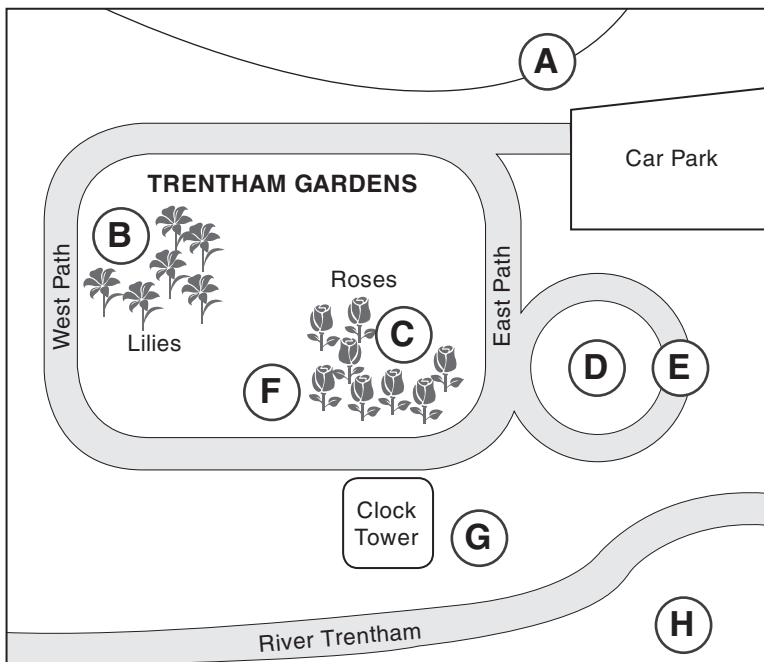 A
Car Park
TRENTHAM GARDENS
B
West Path
Lilies
Roses
C
East Path
D
E
F
Clock
Tower
G
River Trentham
H